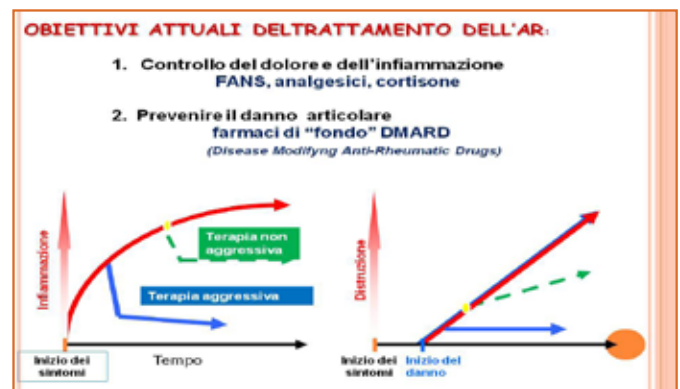 OBIETTIVI ATTUALI DELTRATTAMENTO DELL'AR:
1. Controllo del dolore e dell'infiammazione
FANS, analgesici, cortisone
2. Prevenire il danno articolare
farmaci di "fondo" DMARD
(Disease Modifyng Anti-Rheumatic Drugs)
Infiammazione
Terapia non
aggressiva
Terapia aggressiva
Inizio dei
sintomi
Tempo
Distruzione
Inizio dei
sintomi
Inizio del
danno